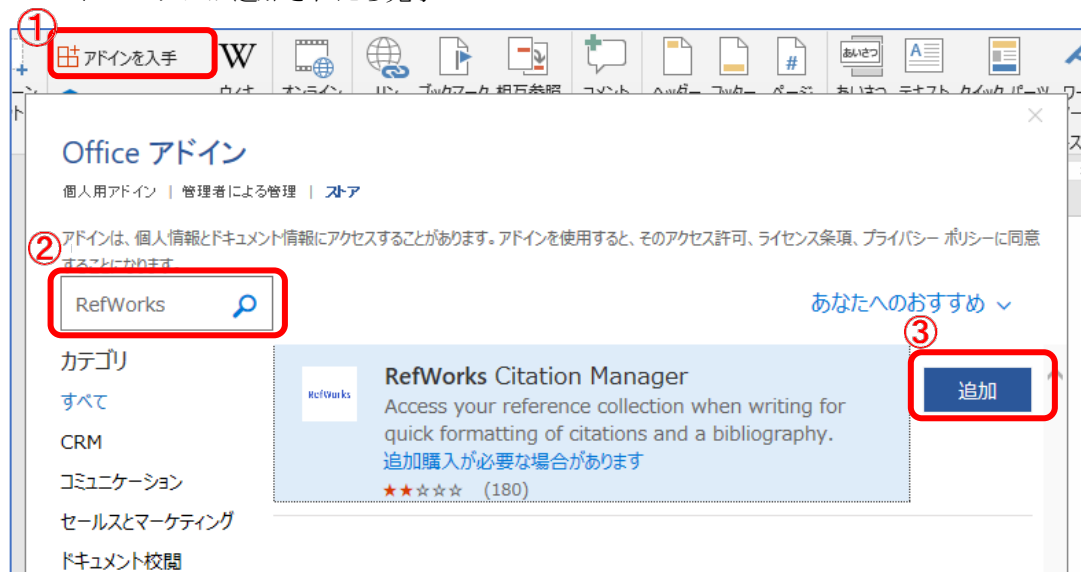 ①
アドインを入手
W
#
あいさつ
A
オンライン
リン
ブックマーク 相互参照
コメント
ヘッダー フッター ページ
あいさつ テキスト クイック パーツ
Office アドイン
×
個人用アドイン | 管理者による管理 | ストア
②
アドインは、個人情報とドキュメント情報にアクセスすることがあります。アドインを使用すると、そのアクセス許可、ライセンス条項、プライバシー ポリシーに同意
することになります。
RefWorks
あなたへのおすすめ
③
カテゴリ
すべて
CRM
コミュニケーション
セールスとマーケティング
ドキュメント校閲
RefWorks
RefWorks Citation Manager
Access your reference collection when writing for
quick formatting of citations and a bibliography.
追加購入が必要な場合があります
★★☆☆☆ (180)
追加